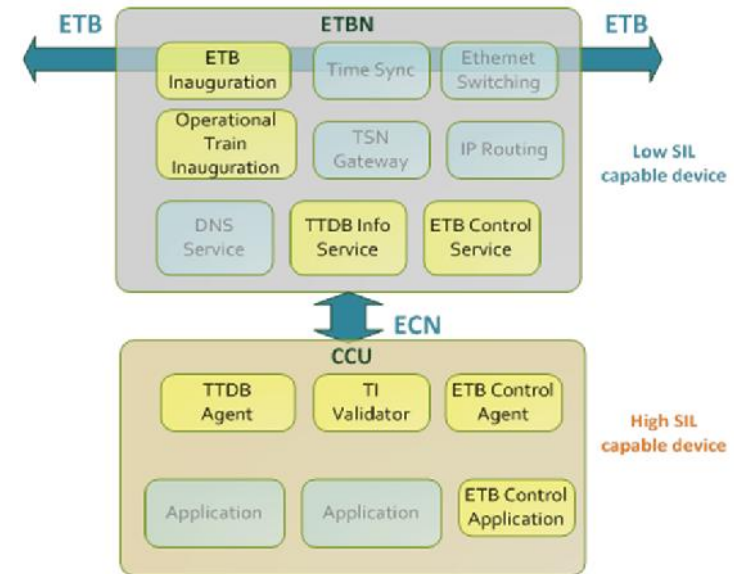 ETB
ETBN
ETB
ETB
Inauguration
Time Sync
Ethernet
Switching
Operational
Train
Inauguration
TSN
Gateway
IP Routing
Low SIL
capable device
DNS
Service
TTDB Info
Service
ETB Control
Service
ECN
CCU
TTDB
Agent
TI
Validator
ETB Control
Agent
High SIL
capable device
Application
Application
ETB Control
Application